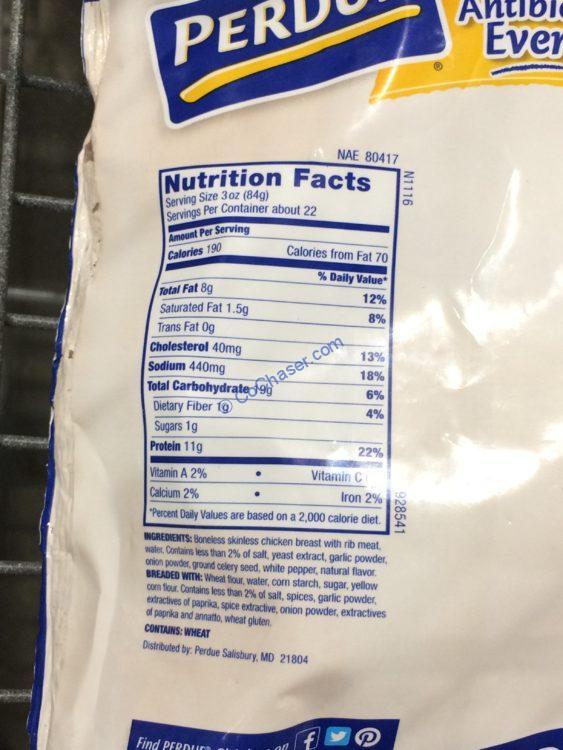 PERDUE
Antibi
Ever
®
NAE 80417
N1116
Nutrition Facts
Serving Size 3oz (84g)
Servings Per Container about 22
Amount Per Serving
Calories 190 Calories from Fat 70
% Daily Value*
Total Fat 8g 12%
Saturated Fat 1.5g 8%
Trans Fat 0g
Cholesterol 40mg 13%
Sodium 440mg 18%
Total Carbohydrate 19g 6%
Dietary Fiber 1g 4%
Sugars 1g
Protein 11g 22%
Vitamin A 2% • Vitamin C
Calcium 2% • Iron 2%
*Percent Daily Values are based on a 2,000 calorie diet.
928541
© CoChaser.com
INGREDIENTS: Boneless skinless chicken breast with rib meat,
water. Contains less than 2% of salt, yeast extract, garlic powder,
onion powder, ground celery seed, white pepper, natural flavor.
BREADED WITH: Wheat flour, water, corn starch, sugar, yellow
corn flour. Contains less than 2% of salt, spices, garlic powder,
extractives of paprika, spice extractive, onion powder, extractives
of paprika and annatto, wheat gluten.
CONTAINS: WHEAT
Distributed by: Perdue Salisbury, MD 21804
Find PERDUE® on